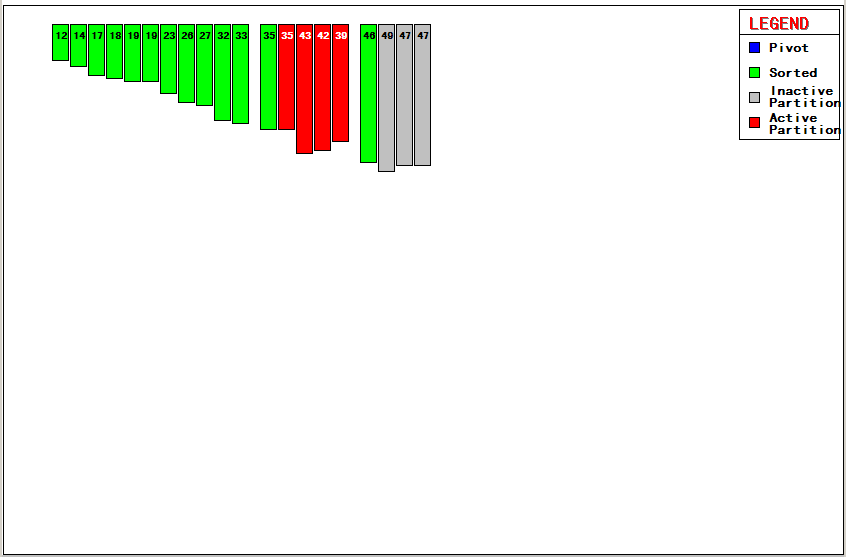 12 14 17 18 19 19 23 26 27 32 33 35 35 43 42 39 46 49 47 47
LEGEND
Pivot
Sorted
Inactive
Partition
Active
Partition